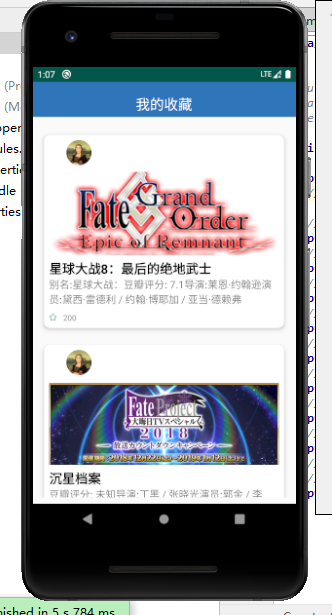 (Pr
(M
oper
ules.
ertie
dle
erties
1:07
LTE
我的收藏
Fate
Grand
Order
Epic of Remnant
星球大战8：最后的绝地武士
别名:星球大战：豆瓣评分: 7.1导演:莱恩·约翰逊演
员:黛西·雷德利 / 约翰·博耶加 / 亚当·德赖弗
200
Fate Project
大晦日TVスペシャル
2018
沉星档案
豆瓣评分: 未知导演:丁黑 / 张晓光演员:郭金 / 李
nished in 5 s 784 ms